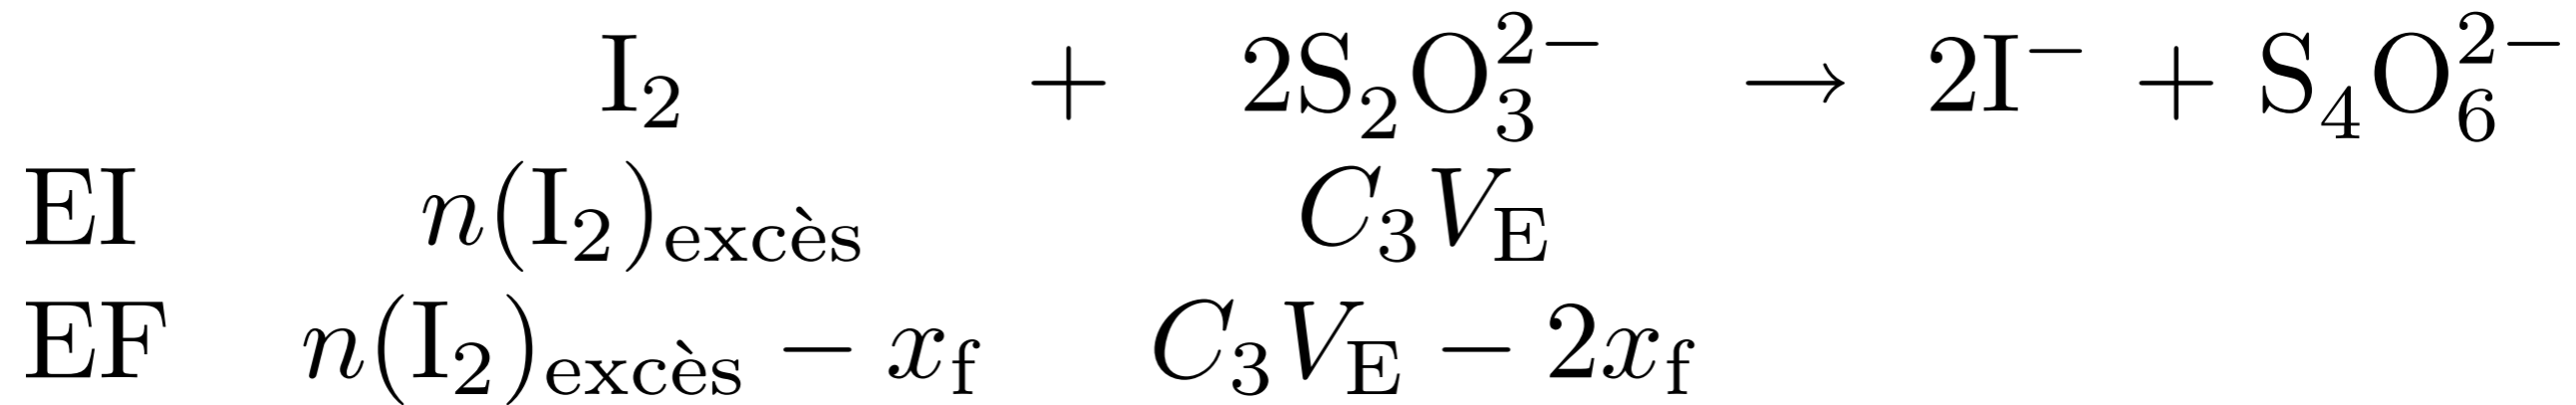 I₂ + 2S₂O₃²⁻ → 2I⁻ + S₄O₆²⁻
EI n(I₂)excès C₃V_E
EF n(I₂)excès − x_f C₃V_E − 2x_f